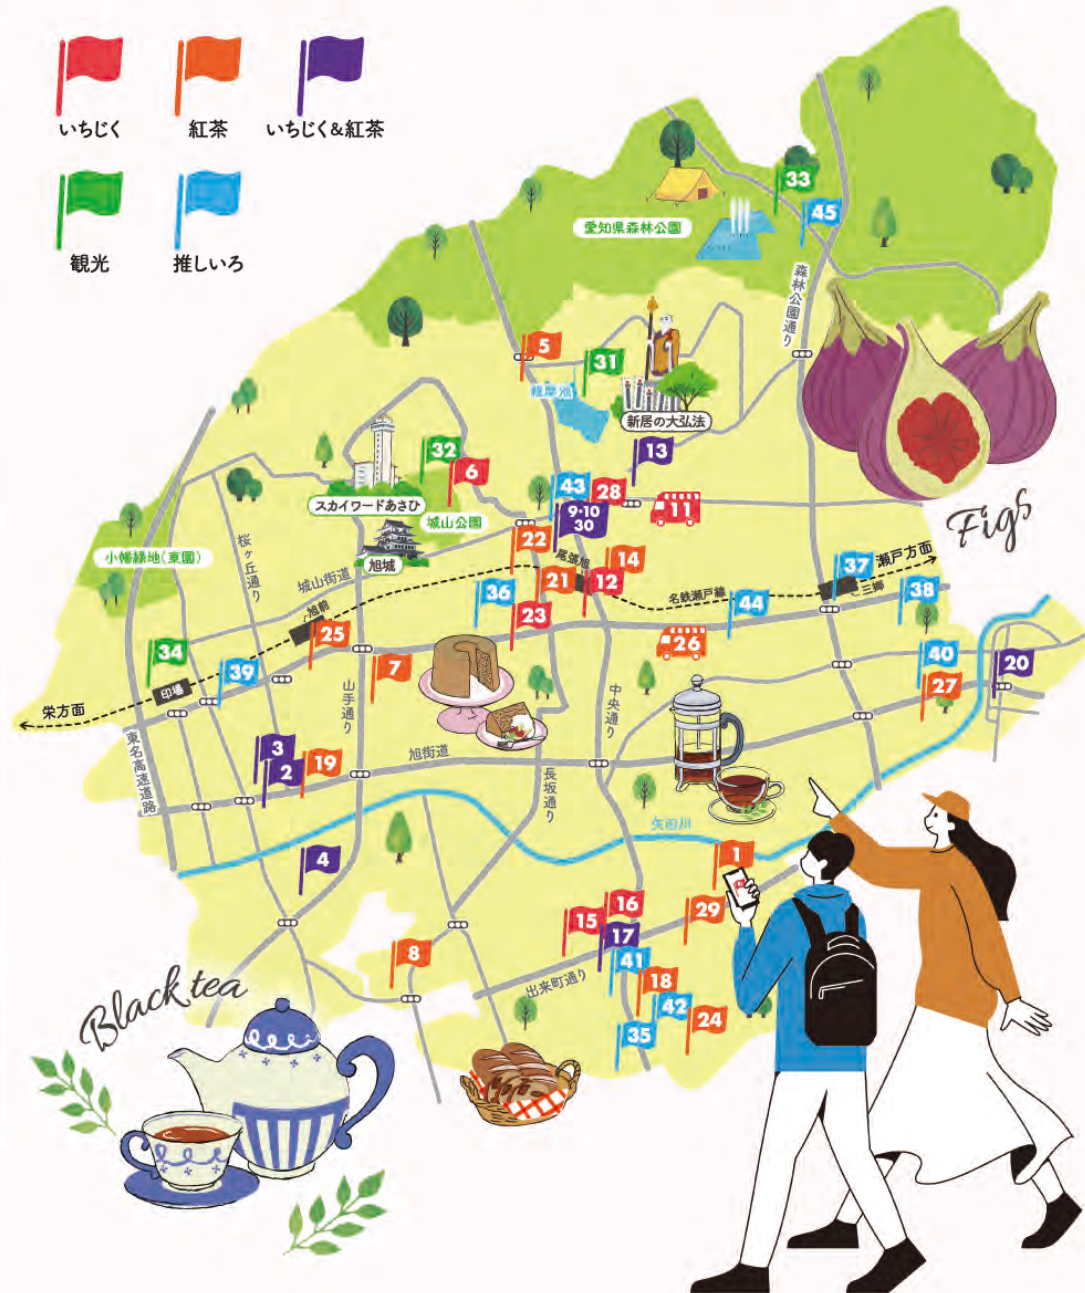 いちじく
紅茶
いちじく&紅茶
観光
推しいろ
33
45
愛知県森林公園
森林公園通り
5
31
薩摩池
新居の大弘法
32
6
13
スカイワードあさひ
城山公園
43
28
11
9・10
30
Figs
小幡緑地(東園)
桜ヶ丘通り
城山街道
旭城
22
尾張旭
14
21
12
名鉄瀬戸線
37
瀬戸方面
三郷
36
23
44
38
旭前
25
34
39
印場
栄方面
7
26
40
20
27
山手通り
中央通り
東名高速道路
3
2
19
旭街道
長坂通り
矢田川
4
1
16
15
29
17
8
41
出来町通り
18
42
24
35
Black tea